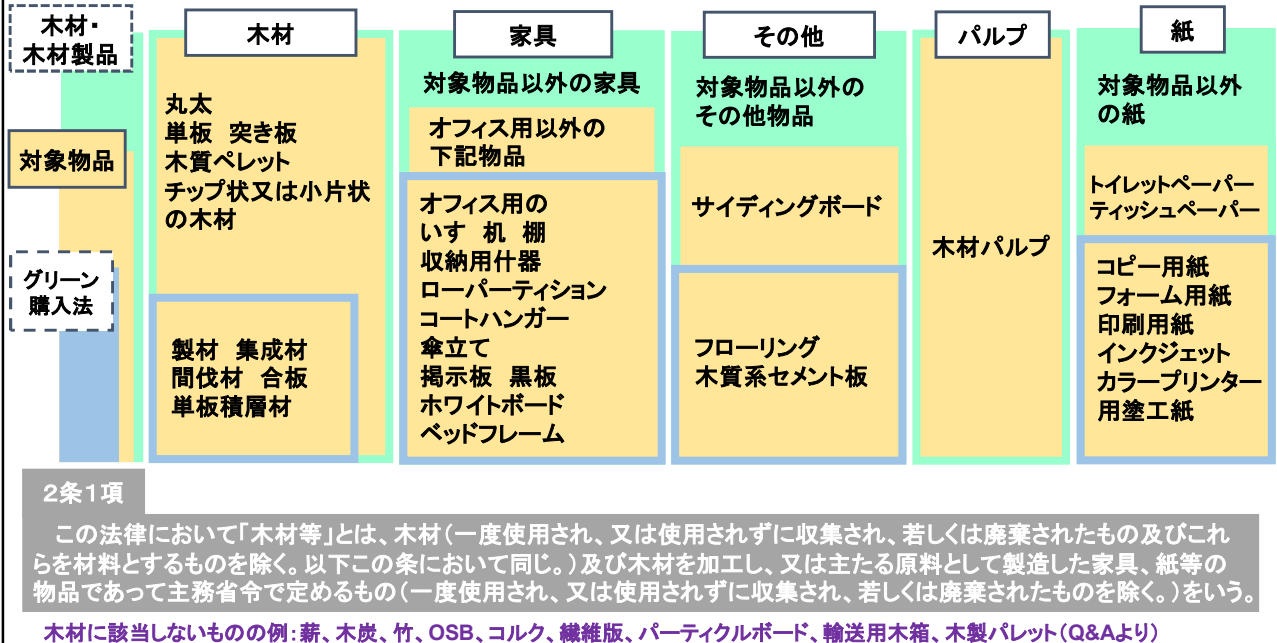 木材・
木材製品
対象物品
グリーン
購入法
木材
丸太
単板 突き板
木質ペレット
チップ状又は小片状
の木材
製材 集成材
間伐材 合板
単板積層材
家具
対象物品以外の家具
オフィス用以外の
下記物品
オフィス用の
いす 机 棚
収納用什器
ローパーティション
コートハンガー
傘立て
掲示板 黒板
ホワイトボード
ベッドフレーム
その他
対象物品以外の
その他物品
サイディングボード
フローリング
木質系セメント板
パルプ
木材パルプ
紙
対象物品以外
の紙
トイレットペーパー
ティッシュペーパー
コピー用紙
フォーム用紙
印刷用紙
インクジェット
カラープリンター
用塗工紙
2条1項
この法律において「木材等」とは、木材(一度使用され、又は使用されずに収集され、若しくは廃棄されたもの及びこれ
らを材料とするものを除く。以下この条において同じ。)及び木材を加工し、又は主たる原料として製造した家具、紙等の
物品であって主務省令で定めるもの(一度使用され、又は使用されずに収集され、若しくは廃棄されたものを除く。)をいう。
木材に該当しないものの例:薪、木炭、竹、OSB、コルク、繊維版、パーティクルボード、輸送用木箱、木製パレット(Q&Aより)